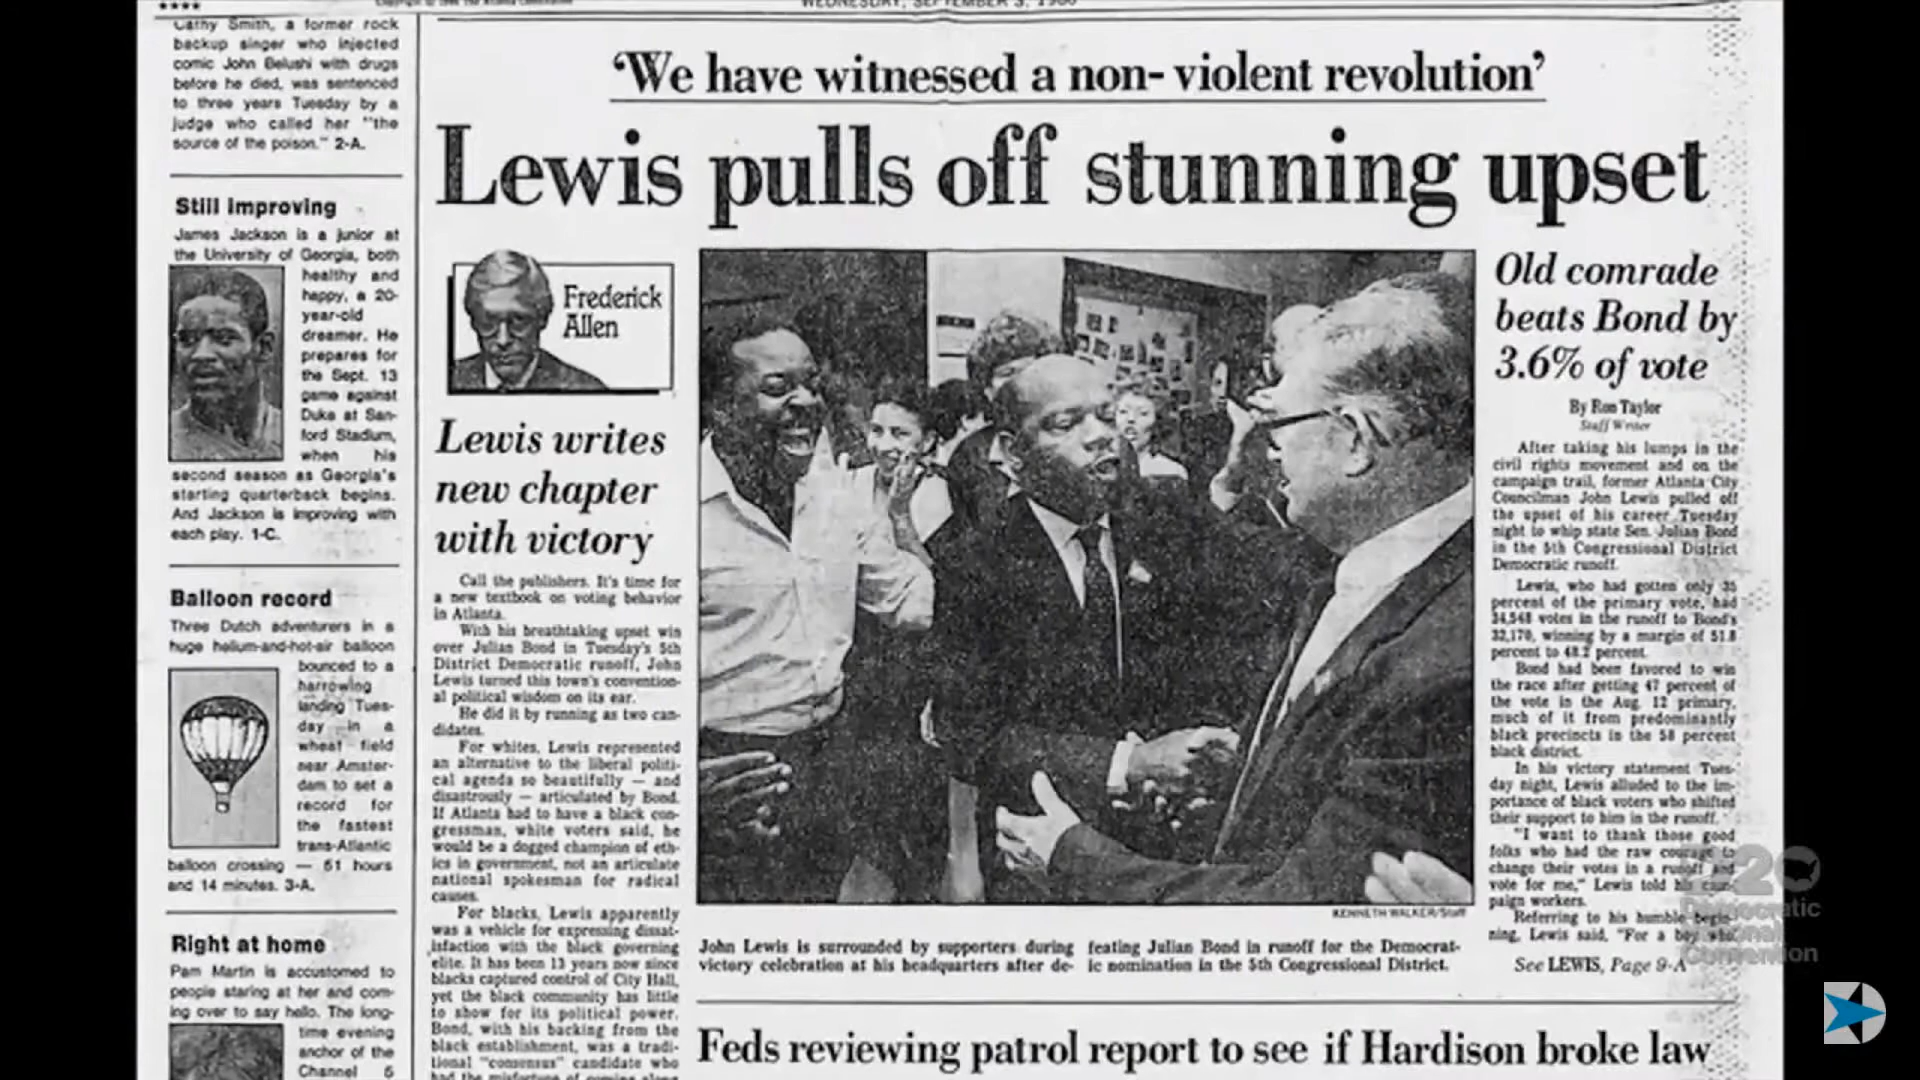 WEDNESDAY, SEPTEMBER 3, 1986
Cathy Smith, a former rock
backup singer who injected
comic John Belushi with drugs
before he died, was sentenced
to three years Tuesday by a
judge who called her "the
source of the poison." 2-A.
Still improving
James Jackson is a junior at
the University of Georgia, both
healthy and
happy, a 20-
year-old
dreamer. He
prepares for
the Sept. 13
game against
Duke at San-
ford Stadium,
when his
second season as Georgia's
starting quarterback begins.
And Jackson is improving with
each play. 1-C.
Balloon record
Three Dutch adventurers in a
huge helium-and-hot-air balloon
bounced to a
harrowing
landing Tues-
day in a
wheat field
near Amster-
dam to set a
record for
the fastest
trans-Atlantic
balloon crossing — 51 hours
and 14 minutes. 3-A.
Right at home
Pam Martin is accustomed to
people staring at her and com-
ing over to say hello. The long-
time evening
anchor of the
Channel 5
'We have witnessed a non-violent revolution'
Lewis pulls off stunning upset
Frederick
Allen
Lewis writes
new chapter
with victory
Call the publishers. It's time for
a new textbook on voting behavior
in Atlanta.
With his breathtaking upset win
over Julian Bond in Tuesday's 5th
District Democratic runoff, John
Lewis turned this town's convention-
al political wisdom on its ear.
He did it by running as two can-
didates.
For whites, Lewis represented
an alternative to the liberal politi-
cal agenda so beautifully — and
disastrously — articulated by Bond.
If Atlanta had to have a black con-
gressman, white voters said, he
would be a dogged champion of eth-
ics in government, not an articulate
national spokesman for radical
causes.
For blacks, Lewis apparently
was a vehicle for expressing dissat-
isfaction with the black governing
elite. It has been 13 years now since
blacks captured control of City Hall,
yet the black community has little
to show for its political power.
Bond, with his backing from the
black establishment, was a tradi-
tional "consensus" candidate who
had the misfortune of coming along
KENNETH WALKER/Staff
John Lewis is surrounded by supporters during
victory celebration at his headquarters after de-
feating Julian Bond in runoff for the Democrat-
ic nomination in the 5th Congressional District.
Old comrade
beats Bond by
3.6% of vote
By Ron Taylor
Staff Writer
After taking his lumps in the
civil rights movement and on the
campaign trail, former Atlanta City
Councilman John Lewis pulled off
the upset of his career Tuesday
night to whip state Sen. Julian Bond
in the 5th Congressional District
Democratic runoff.
Lewis, who had gotten only 35
percent of the primary vote, had
34,548 votes in the runoff to Bond's
32,170, winning by a margin of 51.8
percent to 48.2 percent.
Bond had been favored to win
the race after getting 47 percent of
the vote in the Aug. 12 primary,
much of it from predominantly
black precincts in the 58 percent
black district.
In his victory statement Tues-
day night, Lewis alluded to the im-
portance of black voters who shifted
their support to him in the runoff.
"I want to thank those good
folks who had the raw courage to
change their votes in a runoff and
vote for me," Lewis told his cam-
paign workers.
Referring to his humble begin-
ning, Lewis said, "For a boy who
See LEWIS, Page 9-A
Feds reviewing patrol report to see if Hardison broke law
20
Democratic
National
Convention